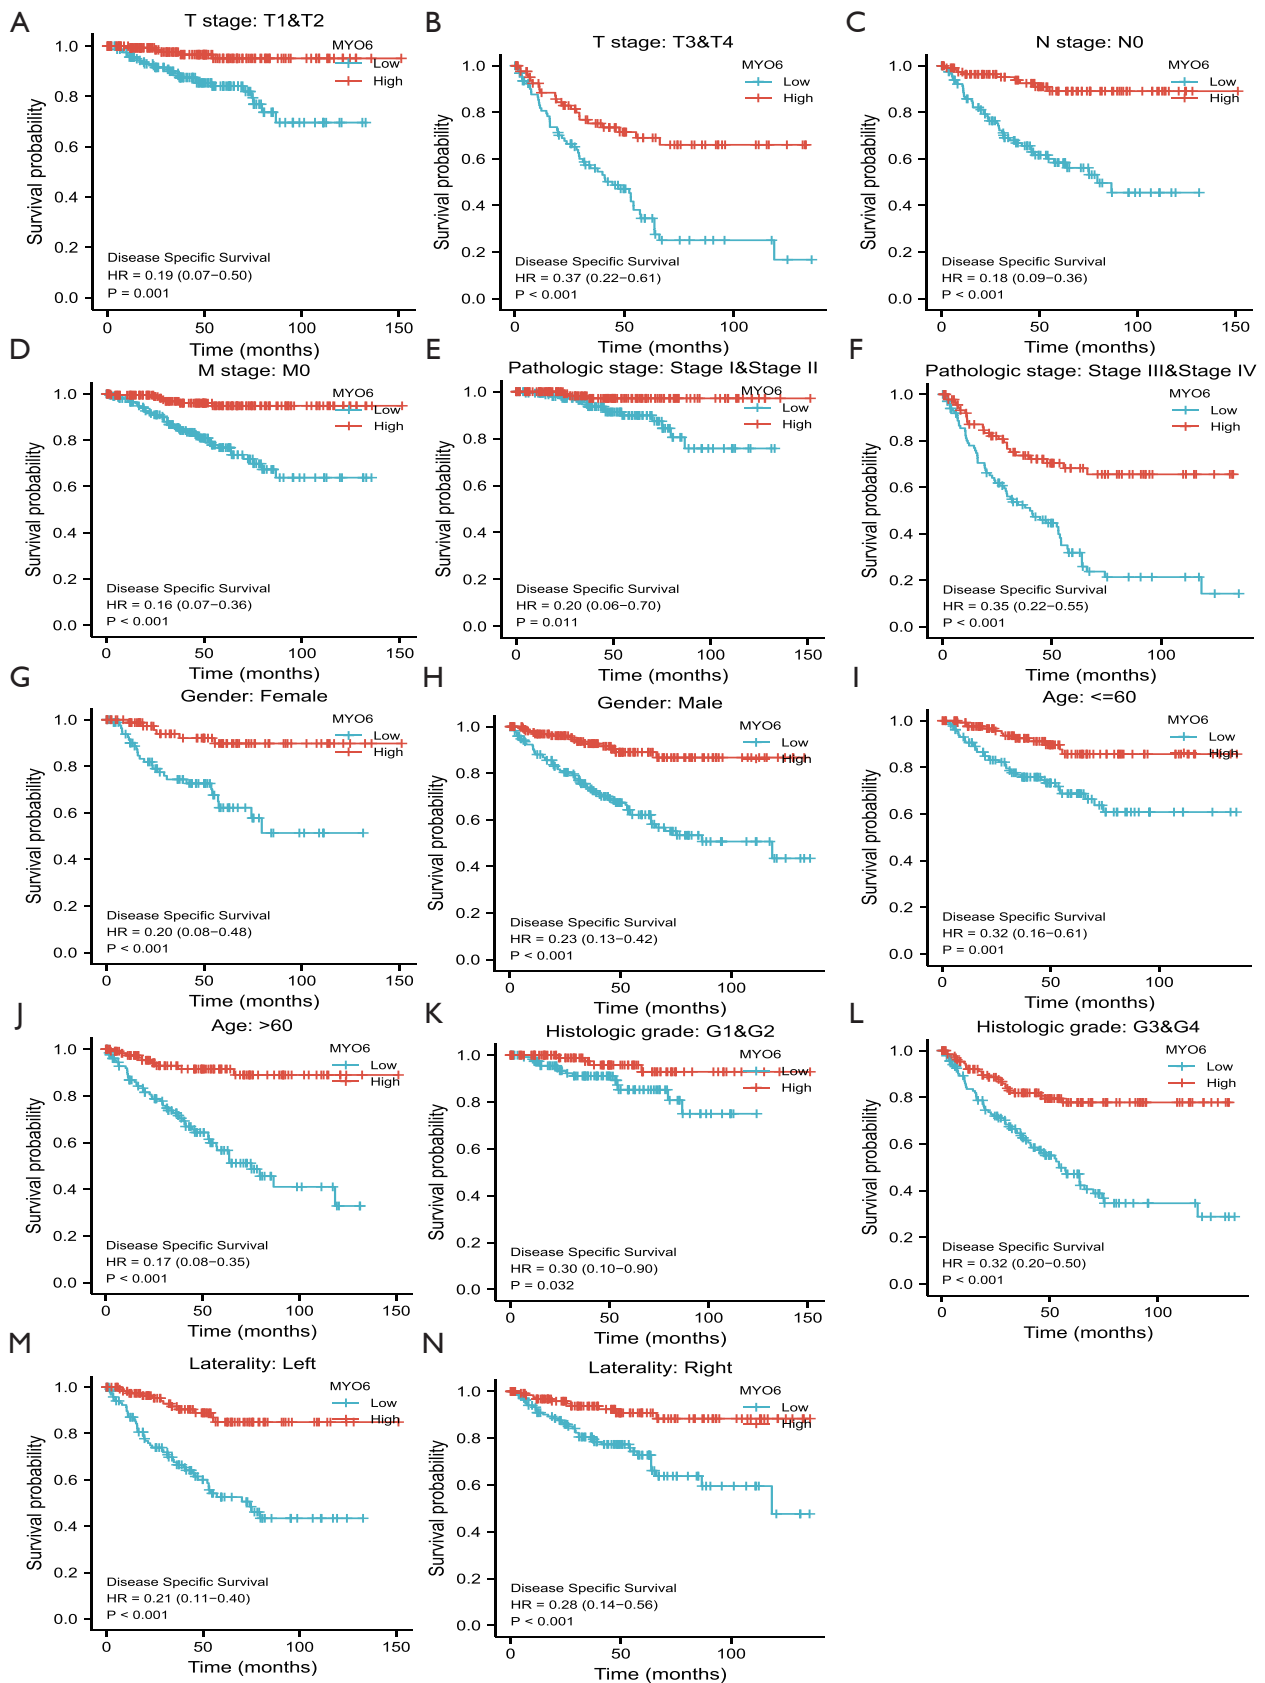 A
T stage: T1&T2
MYO6
Low
High
1.0
0.8
0.6
0.4
0.2
0.0
Survival probability
Disease Specific Survival
HR = 0.19 (0.07−0.50)
P = 0.001
0 50 100 150
Time (months)
B
T stage: T3&T4
MYO6
Low
High
1.0
0.8
0.6
0.4
0.2
0.0
Survival probability
Disease Specific Survival
HR = 0.37 (0.22−0.61)
P < 0.001
0 50 100
Time (months)
C
N stage: N0
MYO6
Low
High
1.0
0.8
0.6
0.4
0.2
0.0
Survival probability
Disease Specific Survival
HR = 0.18 (0.09−0.36)
P < 0.001
0 50 100 150
Time (months)
D
M stage: M0
MYO6
Low
High
1.0
0.8
0.6
0.4
0.2
0.0
Survival probability
Disease Specific Survival
HR = 0.16 (0.07−0.36)
P < 0.001
0 50 100 150
Time (months)
E
Pathologic stage: Stage I&Stage II
MYO6
Low
High
1.0
0.8
0.6
0.4
0.2
0.0
Survival probability
Disease Specific Survival
HR = 0.20 (0.06−0.70)
P = 0.011
0 50 100 150
Time (months)
F
Pathologic stage: Stage III&Stage IV
MYO6
Low
High
1.0
0.8
0.6
0.4
0.2
0.0
Survival probability
Disease Specific Survival
HR = 0.35 (0.22−0.55)
P < 0.001
0 50 100
Time (months)
G
Gender: Female
MYO6
Low
High
1.0
0.8
0.6
0.4
0.2
0.0
Survival probability
Disease Specific Survival
HR = 0.20 (0.08−0.48)
P < 0.001
0 50 100 150
Time (months)
H
Gender: Male
MYO6
Low
High
1.0
0.8
0.6
0.4
0.2
0.0
Survival probability
Disease Specific Survival
HR = 0.23 (0.13−0.42)
P < 0.001
0 50 100
Time (months)
I
Age: <=60
MYO6
Low
High
1.0
0.8
0.6
0.4
0.2
0.0
Survival probability
Disease Specific Survival
HR = 0.32 (0.16−0.61)
P = 0.001
0 50 100
Time (months)
J
Age: >60
MYO6
Low
High
1.0
0.8
0.6
0.4
0.2
0.0
Survival probability
Disease Specific Survival
HR = 0.17 (0.08−0.35)
P < 0.001
0 50 100 150
Time (months)
K
Histologic grade: G1&G2
MYO6
Low
High
1.0
0.8
0.6
0.4
0.2
0.0
Survival probability
Disease Specific Survival
HR = 0.30 (0.10−0.90)
P = 0.032
0 50 100 150
Time (months)
L
Histologic grade: G3&G4
MYO6
Low
High
1.0
0.8
0.6
0.4
0.2
0.0
Survival probability
Disease Specific Survival
HR = 0.32 (0.20−0.50)
P < 0.001
0 50 100
Time (months)
M
Laterality: Left
MYO6
Low
High
1.0
0.8
0.6
0.4
0.2
0.0
Survival probability
Disease Specific Survival
HR = 0.21 (0.11−0.40)
P < 0.001
0 50 100 150
Time (months)
N
Laterality: Right
MYO6
Low
High
1.0
0.8
0.6
0.4
0.2
0.0
Survival probability
Disease Specific Survival
HR = 0.28 (0.14−0.56)
P < 0.001
0 50 100
Time (months)